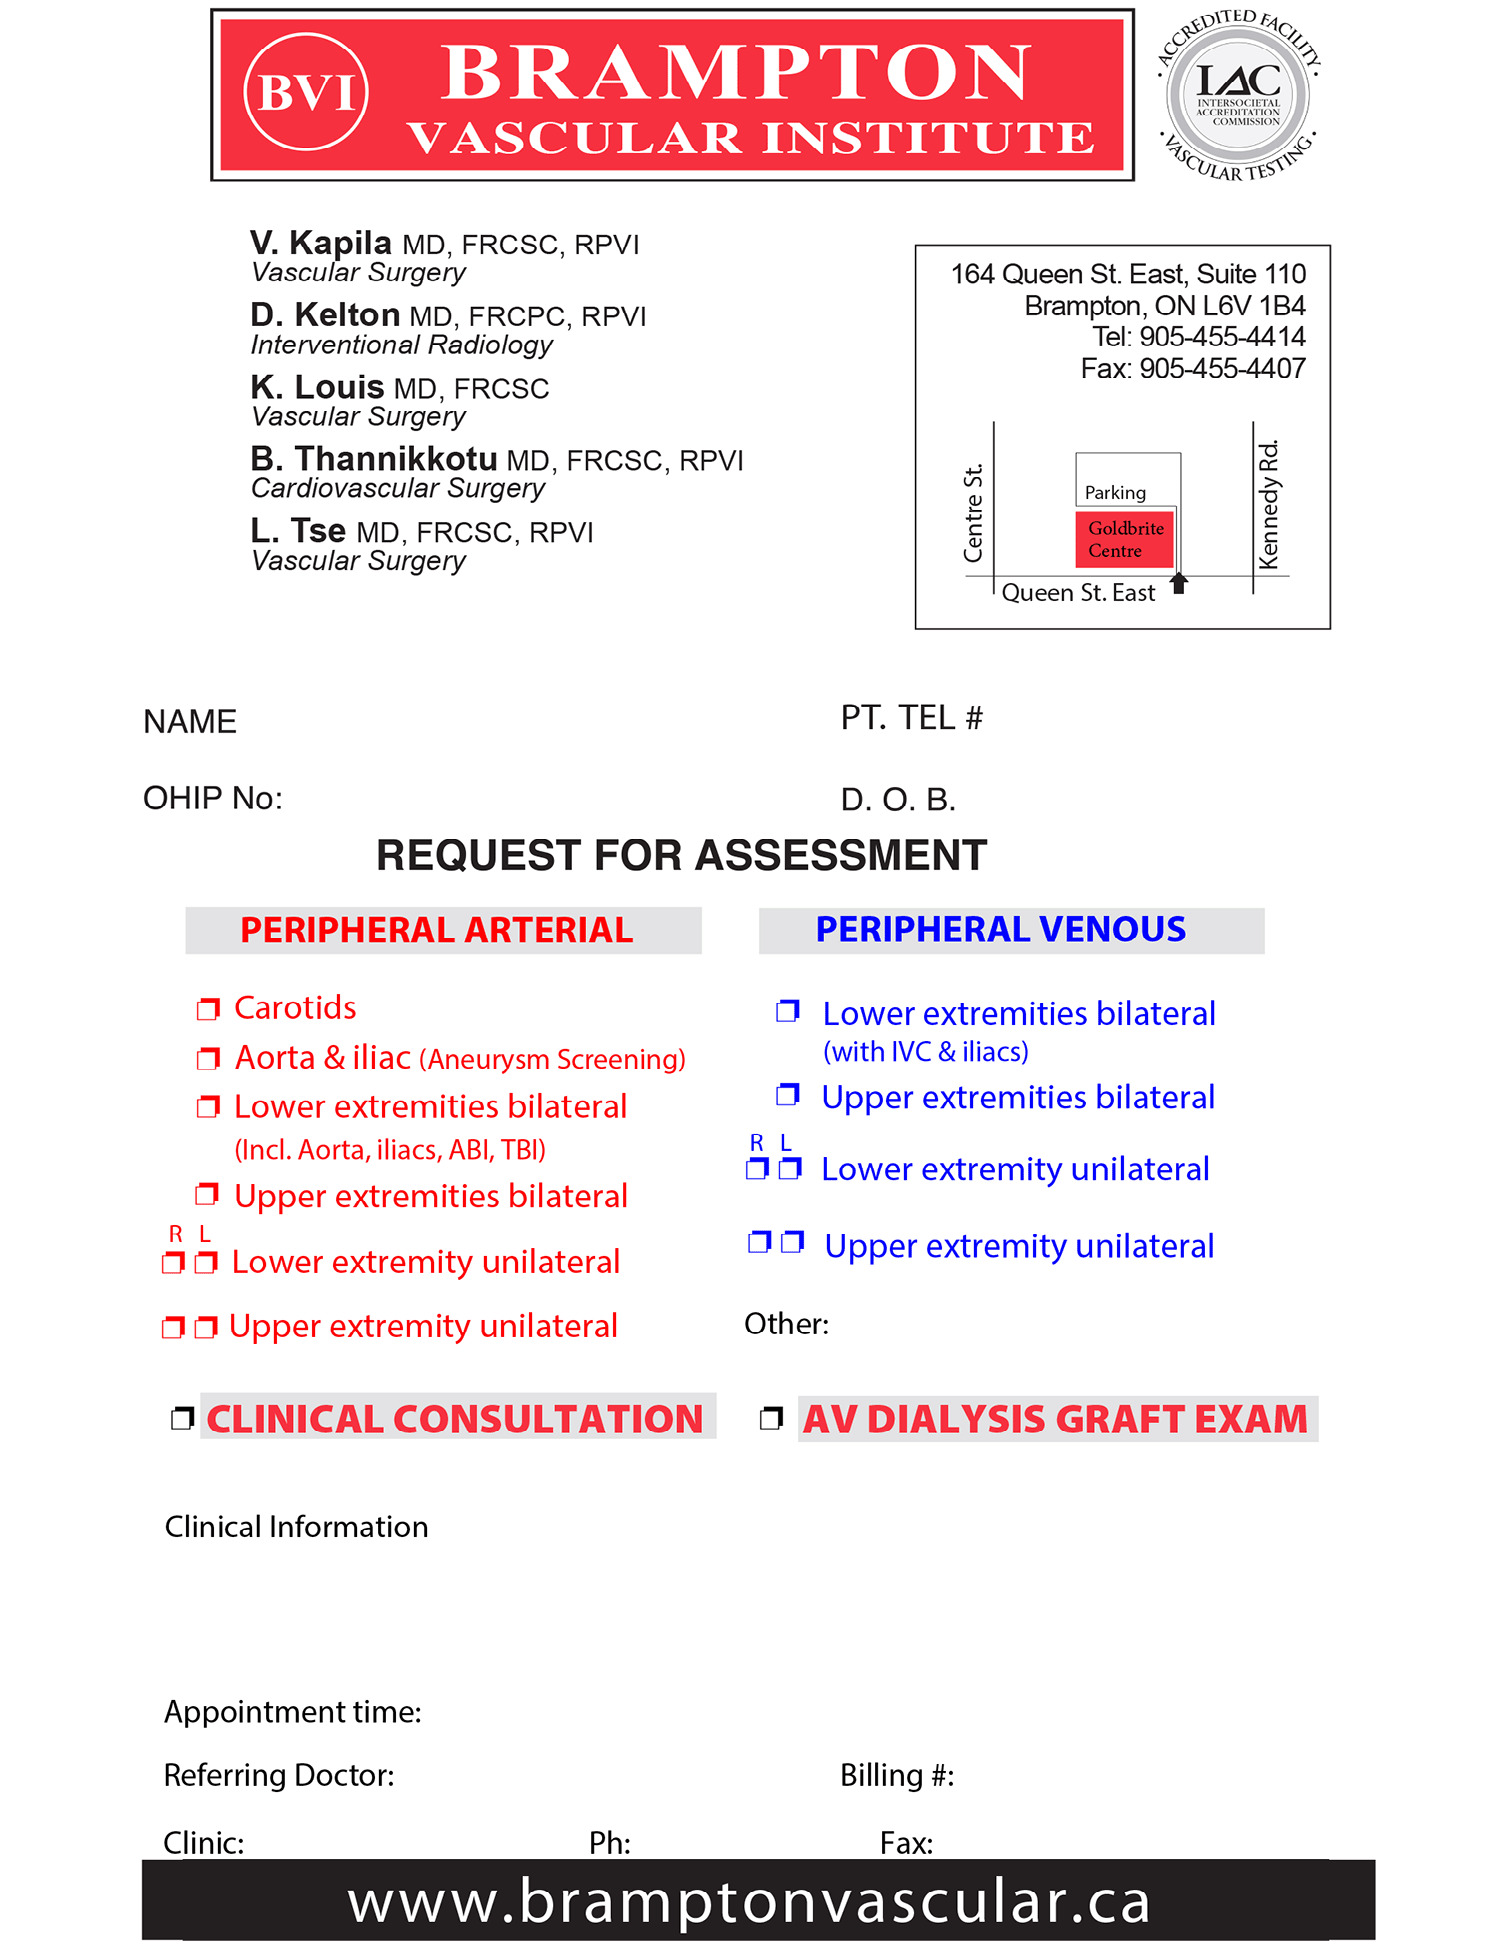 BVI
BRAMPTON
VASCULAR INSTITUTE
ACCREDITED FACILITY
IAC
INTERSOCIETAL
ACCREDITATION
COMMISSION
VASCULAR TESTING
V. Kapila MD, FRCSC, RPVI
Vascular Surgery
D. Kelton MD, FRCPC, RPVI
Interventional Radiology
K. Louis MD, FRCSC
Vascular Surgery
B. Thannikkotu MD, FRCSC, RPVI
Cardiovascular Surgery
L. Tse MD, FRCSC, RPVI
Vascular Surgery
164 Queen St. East, Suite 110
Brampton, ON L6V 1B4
Tel: 905-455-4414
Fax: 905-455-4407
Centre St.
Parking
Goldbrite
Centre
Kennedy Rd.
Queen St. East
NAME
PT. TEL #
OHIP No:
D. O. B.
REQUEST FOR ASSESSMENT
PERIPHERAL ARTERIAL
Carotids
Aorta & iliac (Aneurysm Screening)
Lower extremities bilateral
(Incl. Aorta, iliacs, ABI, TBI)
Upper extremities bilateral
R L
Lower extremity unilateral
Upper extremity unilateral
PERIPHERAL VENOUS
Lower extremities bilateral
(with IVC & iliacs)
Upper extremities bilateral
R L
Lower extremity unilateral
Upper extremity unilateral
Other:
CLINICAL CONSULTATION
AV DIALYSIS GRAFT EXAM
Clinical Information
Appointment time:
Referring Doctor:
Billing #:
Clinic:
Ph:
Fax:
www.bramptonvascular.ca